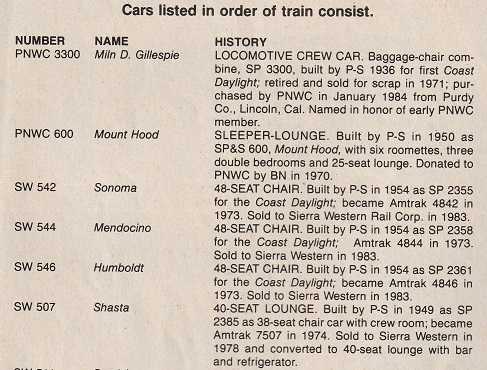 Cars listed in order of train consist.
NUMBER NAME HISTORY
PNWC 3300 Miln D. Gillespie LOCOMOTIVE CREW CAR. Baggage-chair com-
bine, SP 3300, built by P-S 1936 for first Coast
Daylight; retired and sold for scrap in 1971; pur-
chased by PNWC in January 1984 from Purdy
Co., Lincoln, Cal. Named in honor of early PNWC
member.
PNWC 600 Mount Hood SLEEPER-LOUNGE. Built by P-S in 1950 as
SP&S 600, Mount Hood, with six roomettes, three
double bedrooms and 25-seat lounge. Donated to
PNWC by BN in 1970.
SW 542 Sonoma 48-SEAT CHAIR. Built by P-S in 1954 as SP 2355
for the Coast Daylight; became Amtrak 4842 in
1973. Sold to Sierra Western Rail Corp. in 1983.
SW 544 Mendocino 48-SEAT CHAIR. Built by P-S in 1954 as SP 2358
for the Coast Daylight; Amtrak 4844 in 1973.
Sold to Sierra Western in 1983.
SW 546 Humboldt 48-SEAT CHAIR. Built by P-S in 1954 as SP 2361
for the Coast Daylight; became Amtrak 4846 in
1973. Sold to Sierra Western in 1983.
SW 507 Shasta 40-SEAT LOUNGE. Built by P-S in 1949 as SP
2385 as 38-seat chair car with crew room; became
Amtrak 7507 in 1974. Sold to Sierra Western in
1978 and converted to 40-seat lounge with bar
and refrigerator.